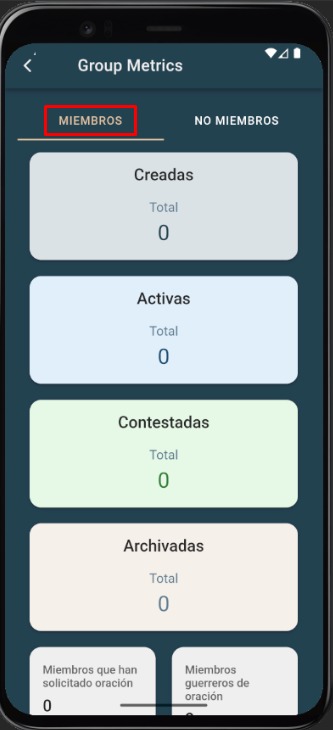 Group Metrics
MIEMBROS
NO MIEMBROS
Creadas
Total
0
Activas
Total
0
Contestadas
Total
0
Archivadas
Total
0
Miembros que han
solicitado oración
0
Miembros
guerreros de
oración